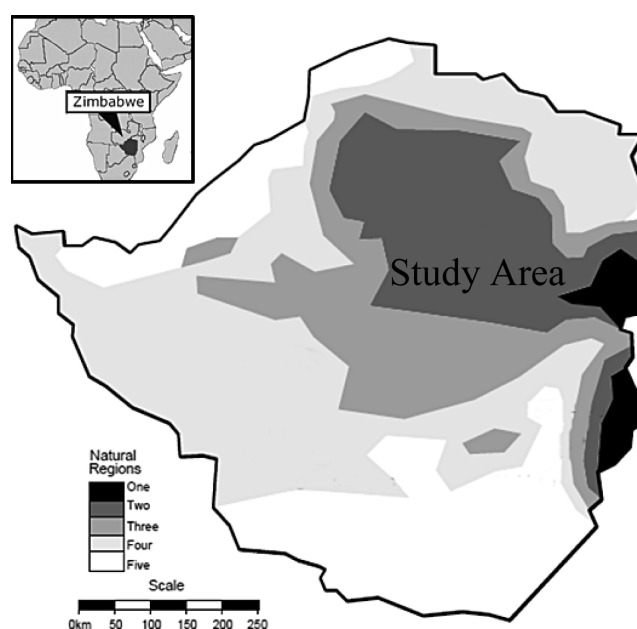 Zimbabwe
Study Area
Natural
Regions
One
Two
Three
Four
Five
Scale
0km 50 100 150 200 250